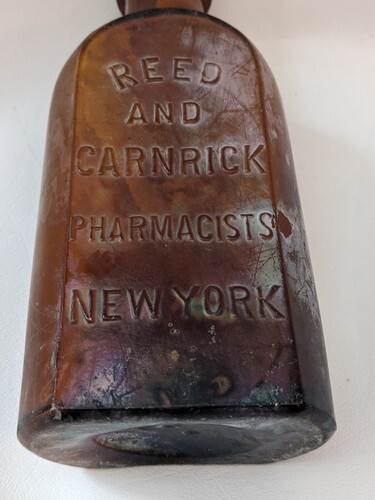 REED
AND
CARNRICK
PHARMACISTS
NEW YORK